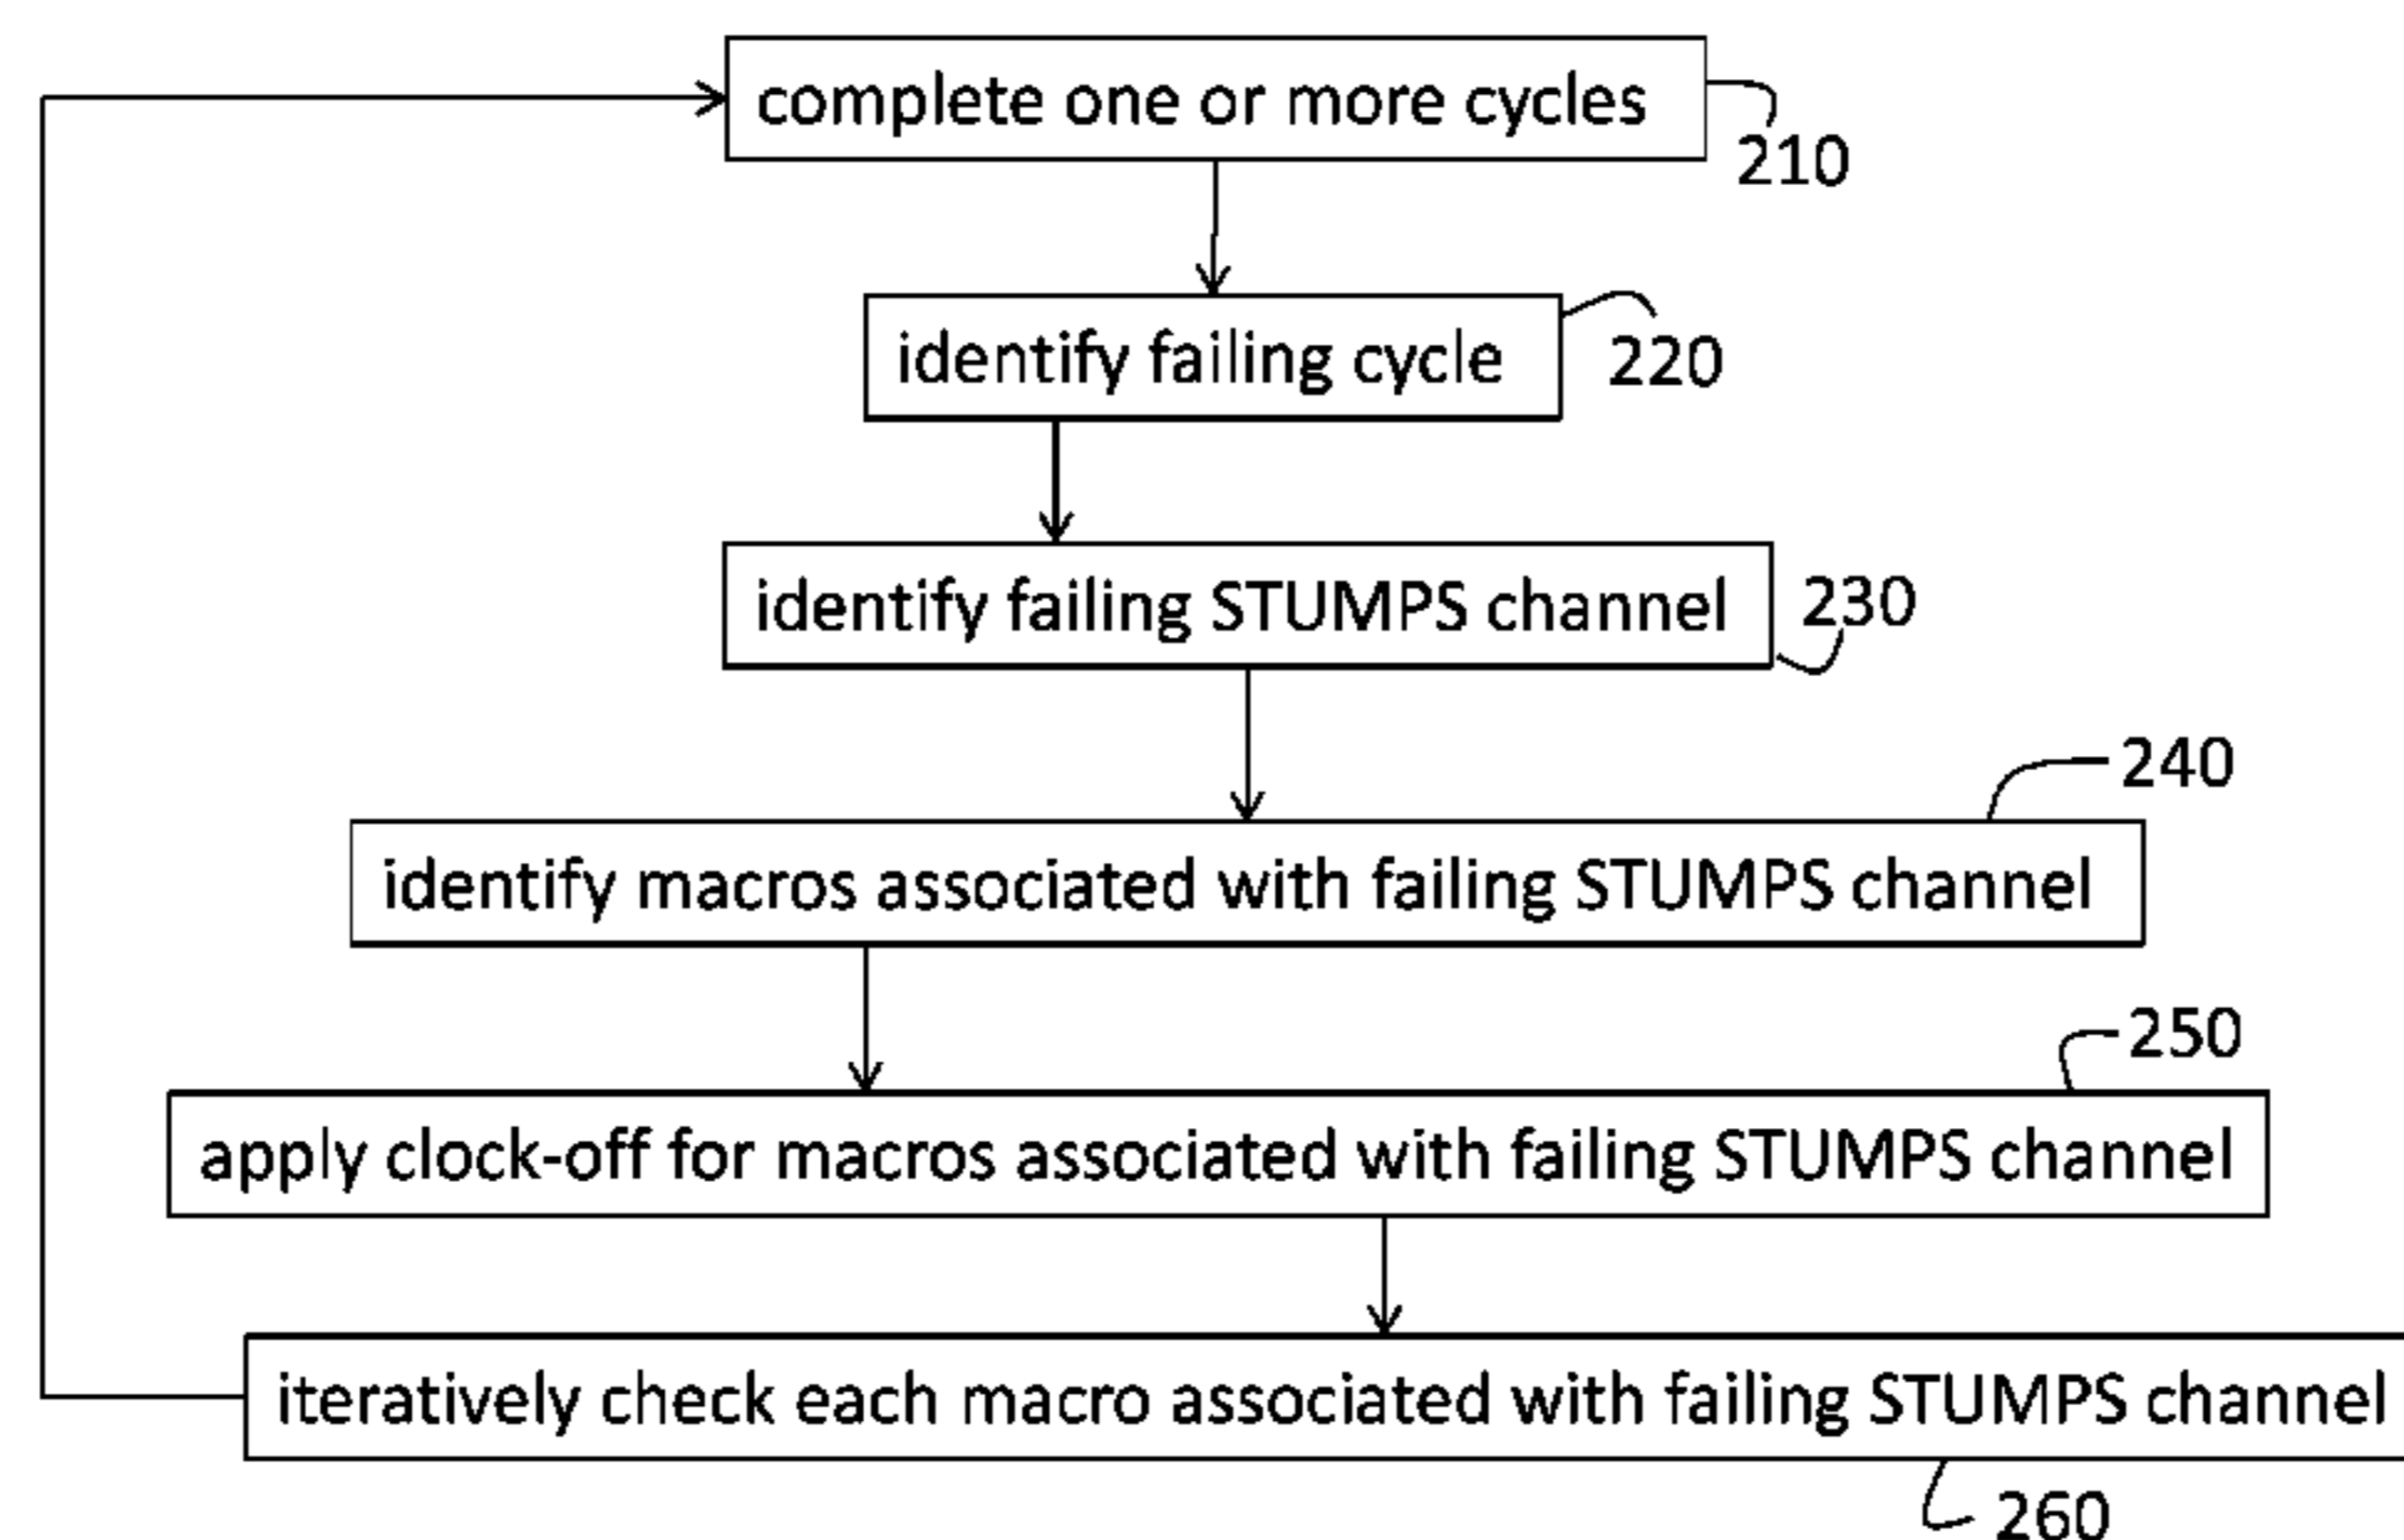 complete one or more cycles
210
identify failing cycle
220
identify failing STUMPS channel
230
240
identify macros associated with failing STUMPS channel
250
apply clock-off for macros associated with failing STUMPS channel
iteratively check each macro associated with failing STUMPS channel
260